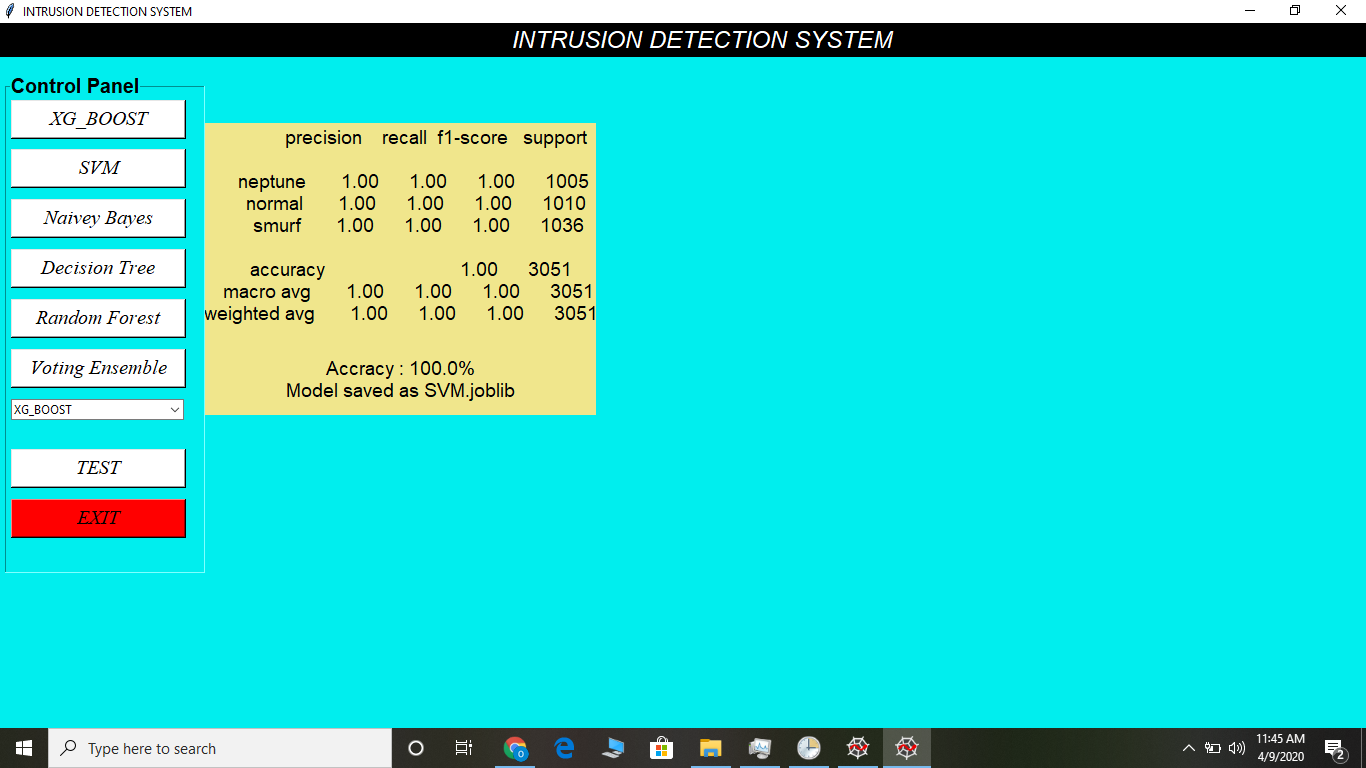 INTRUSION DETECTION SYSTEM
INTRUSION DETECTION SYSTEM
Control Panel
XG_BOOST
SVM
Naivey Bayes
Decision Tree
Random Forest
Voting Ensemble
XG_BOOST
TEST
EXIT
precision recall f1-score support
neptune 1.00 1.00 1.00 1005
normal 1.00 1.00 1.00 1010
smurf 1.00 1.00 1.00 1036
accuracy 1.00 3051
macro avg 1.00 1.00 1.00 3051
weighted avg 1.00 1.00 1.00 3051
Accracy : 100.0%
Model saved as SVM.joblib
Type here to search
11:45 AM
4/9/2020
2